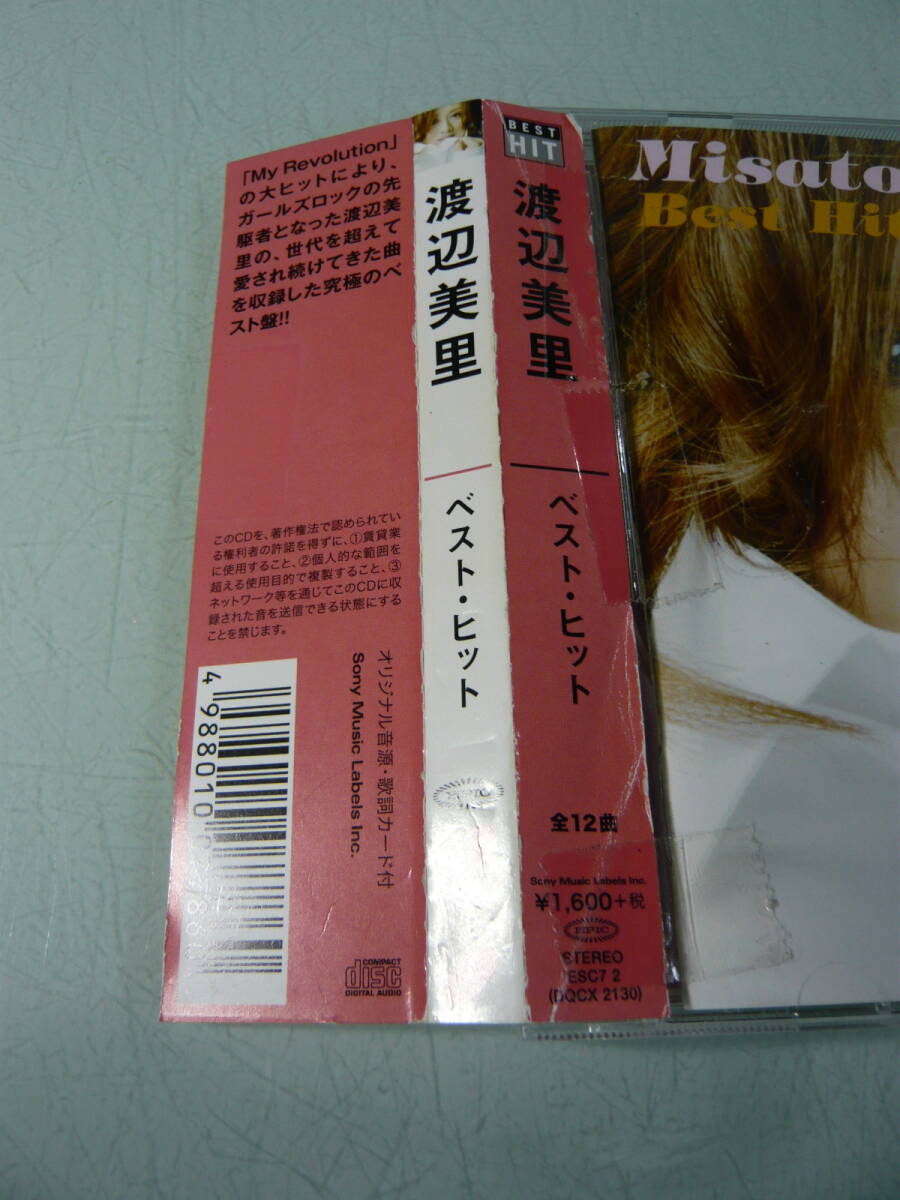 「My Revolution」
の大ヒットにより、
ガールズロックの先
駆者となった渡辺美
里の、世代を超えて
愛され続けてきた曲
を収録した究極のベ
スト盤!!
このCDを、著作権法で認められてい
る権利者の許諾を得ずに、①賃貸業
に使用すること、②個人的な範囲を
超える使用目的で複製すること、③
ネットワーク等を通じてこのCDに収
録された音を送信できる状態にする
ことを禁じます。
オリジナル音源・歌詞カード付
Sony Music Labels Inc.
COMPACT
disc
DIGITAL AUDIO
渡辺美里
ベスト・ヒット
EPIC
BEST
HIT
渡辺美里
ベスト・ヒット
全12曲
Sony Music Labels Inc.
¥1,600+税
EPIC
STEREO
(DQCX 2130)
Misato
Best Hit